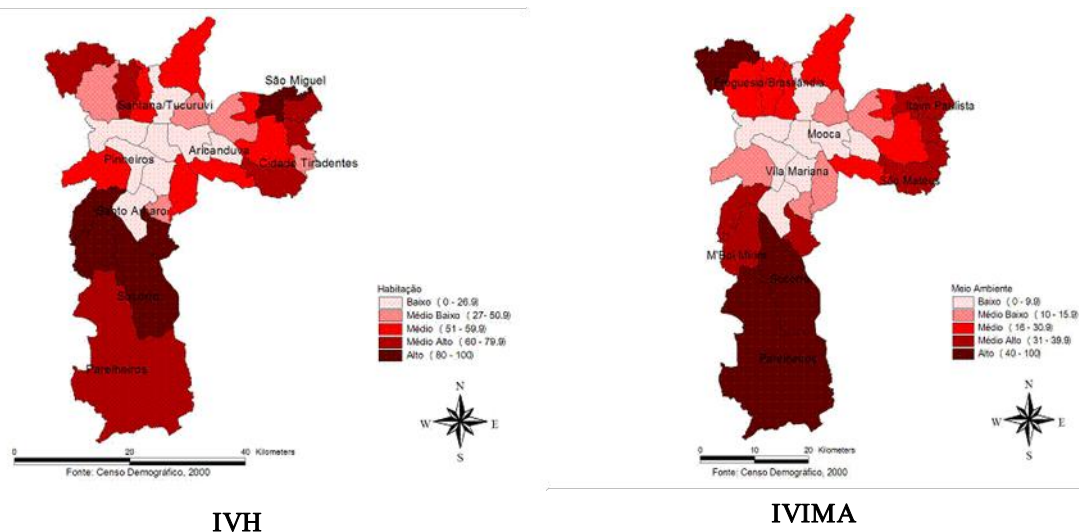 São Miguel
Santana/Tucuruvi
Aricanduva
Pinheiros
Cidade Tiradentes
Santo Amaro
Socorro
Parelheiros
Habitação
Baixo ( 0 - 26.9)
Médio Baixo ( 27 - 50.9)
Médio ( 51 - 59.9)
Médio Alto ( 60 - 79.9)
Alto ( 80 - 100)
N
W E
S
0 20 40 Kilometers
Fonte: Censo Demográfico, 2000
IVH
Freguesia/Brasilândia
Itaim Paulista
Mooca
Vila Mariana
São Mateus
M'Boi Mirim
Socorro
Parelheiros
Meio Ambiente
Baixo ( 0 - 9.9)
Médio Baixo ( 10 - 15.9)
Médio ( 16 - 30.9)
Médio Alto ( 31 - 39.9)
Alto ( 40 - 100)
N
W E
S
0 10 20 Kilometers
Fonte: Censo Demográfico, 2000
IVIMA